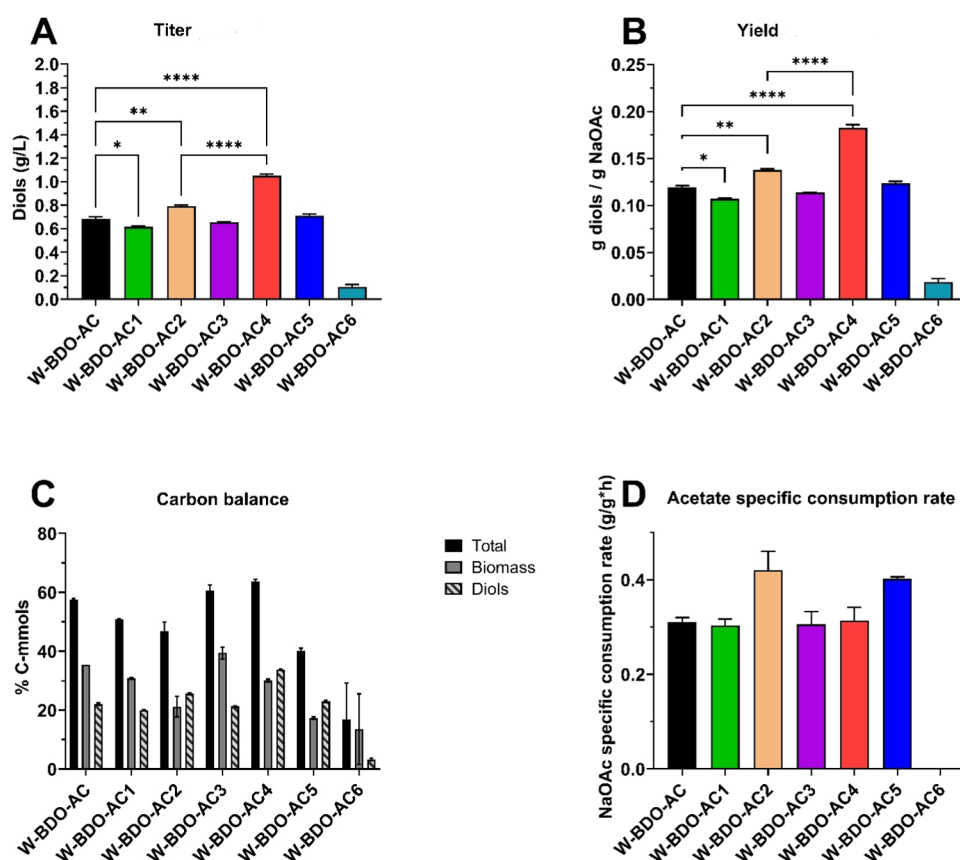 A
Titer
****
**
*
****
Diols (g/L)
2.0
1.8
1.6
1.4
1.2
1.0
0.8
0.6
0.4
0.2
0.0
W-BDO-AC
W-BDO-AC1
W-BDO-AC2
W-BDO-AC3
W-BDO-AC4
W-BDO-AC5
W-BDO-AC6
B
Yield
****
****
**
*
g diols / g NaOAc
0.25
0.20
0.15
0.10
0.05
0.00
W-BDO-AC
W-BDO-AC1
W-BDO-AC2
W-BDO-AC3
W-BDO-AC4
W-BDO-AC5
W-BDO-AC6
C
Carbon balance
% C-mmols
80
60
40
20
0
Total
Biomass
Diols
W-BDO-AC
W-BDO-AC1
W-BDO-AC2
W-BDO-AC3
W-BDO-AC4
W-BDO-AC5
W-BDO-AC6
D
Acetate specific consumption rate
NaOAc specific consumption rate (g/g*h)
0.4
0.2
0.0
W-BDO-AC
W-BDO-AC1
W-BDO-AC2
W-BDO-AC3
W-BDO-AC4
W-BDO-AC5
W-BDO-AC6